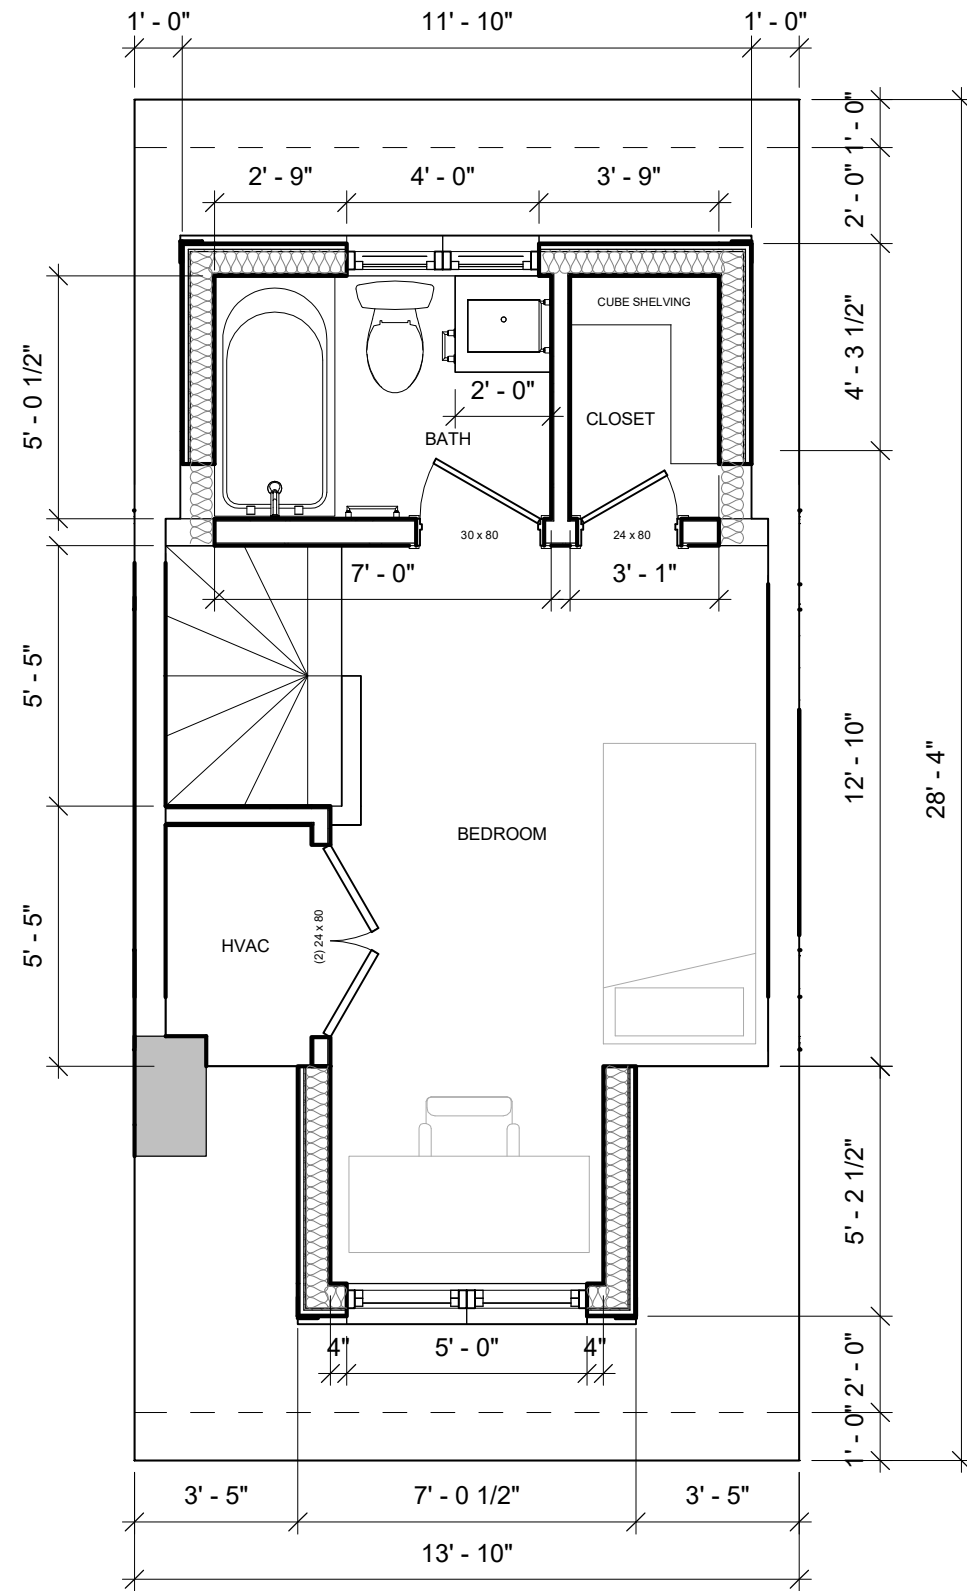 1' - 0"
11' - 10"
1' - 0"
1' - 0"
2' - 9"
4' - 0"
3' - 9"
2' - 0"
CUBE SHELVING
4' - 3 1/2"
5' - 0 1/2"
2' - 0"
CLOSET
BATH
30 x 80
24 x 80
7' - 0"
3' - 1"
5' - 5"
12' - 10"
28' - 4"
BEDROOM
(2) 24 x 80
HVAC
5' - 5"
5' - 2 1/2"
4"
5' - 0"
4"
2' - 0"
1' - 0"
3' - 5"
7' - 0 1/2"
3' - 5"
13' - 10"